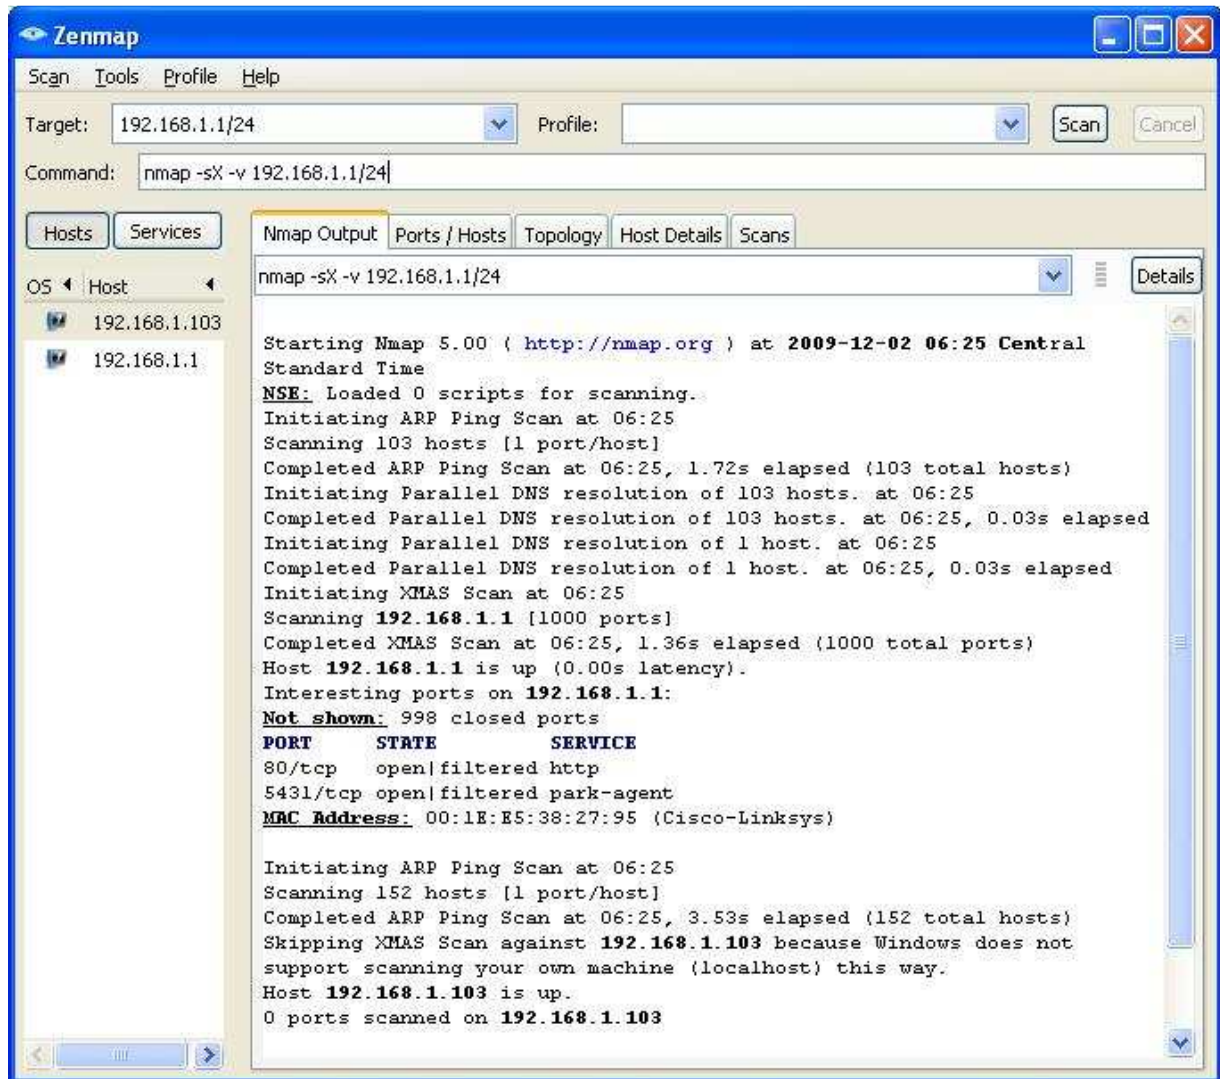 Zenmap
Scan Tools Profile Help
Target: 192.168.1.1/24 Profile: Scan Cancel
Command: nmap -sX -v 192.168.1.1/24
Hosts Services
Nmap Output Ports / Hosts Topology Host Details Scans
nmap -sX -v 192.168.1.1/24 Details
OS Host
192.168.1.103
192.168.1.1
Starting Nmap 5.00 ( http://nmap.org ) at 2009-12-02 06:25 Central
Standard Time
NSE: Loaded 0 scripts for scanning.
Initiating ARP Ping Scan at 06:25
Scanning 103 hosts [1 port/host]
Completed ARP Ping Scan at 06:25, 1.72s elapsed (103 total hosts)
Initiating Parallel DNS resolution of 103 hosts. at 06:25
Completed Parallel DNS resolution of 103 hosts. at 06:25, 0.03s elapsed
Initiating Parallel DNS resolution of 1 host. at 06:25
Completed Parallel DNS resolution of 1 host. at 06:25, 0.03s elapsed
Initiating XMAS Scan at 06:25
Scanning 192.168.1.1 [1000 ports]
Completed XMAS Scan at 06:25, 1.36s elapsed (1000 total ports)
Host 192.168.1.1 is up (0.00s latency).
Interesting ports on 192.168.1.1:
Not shown: 998 closed ports
PORT STATE SERVICE
80/tcp open|filtered http
5431/tcp open|filtered park-agent
MAC Address: 00:1E:E5:38:27:95 (Cisco-Linksys)
Initiating ARP Ping Scan at 06:25
Scanning 152 hosts [1 port/host]
Completed ARP Ping Scan at 06:25, 3.53s elapsed (152 total hosts)
Skipping XMAS Scan against 192.168.1.103 because Windows does not
support scanning your own machine (localhost) this way.
Host 192.168.1.103 is up.
0 ports scanned on 192.168.1.103